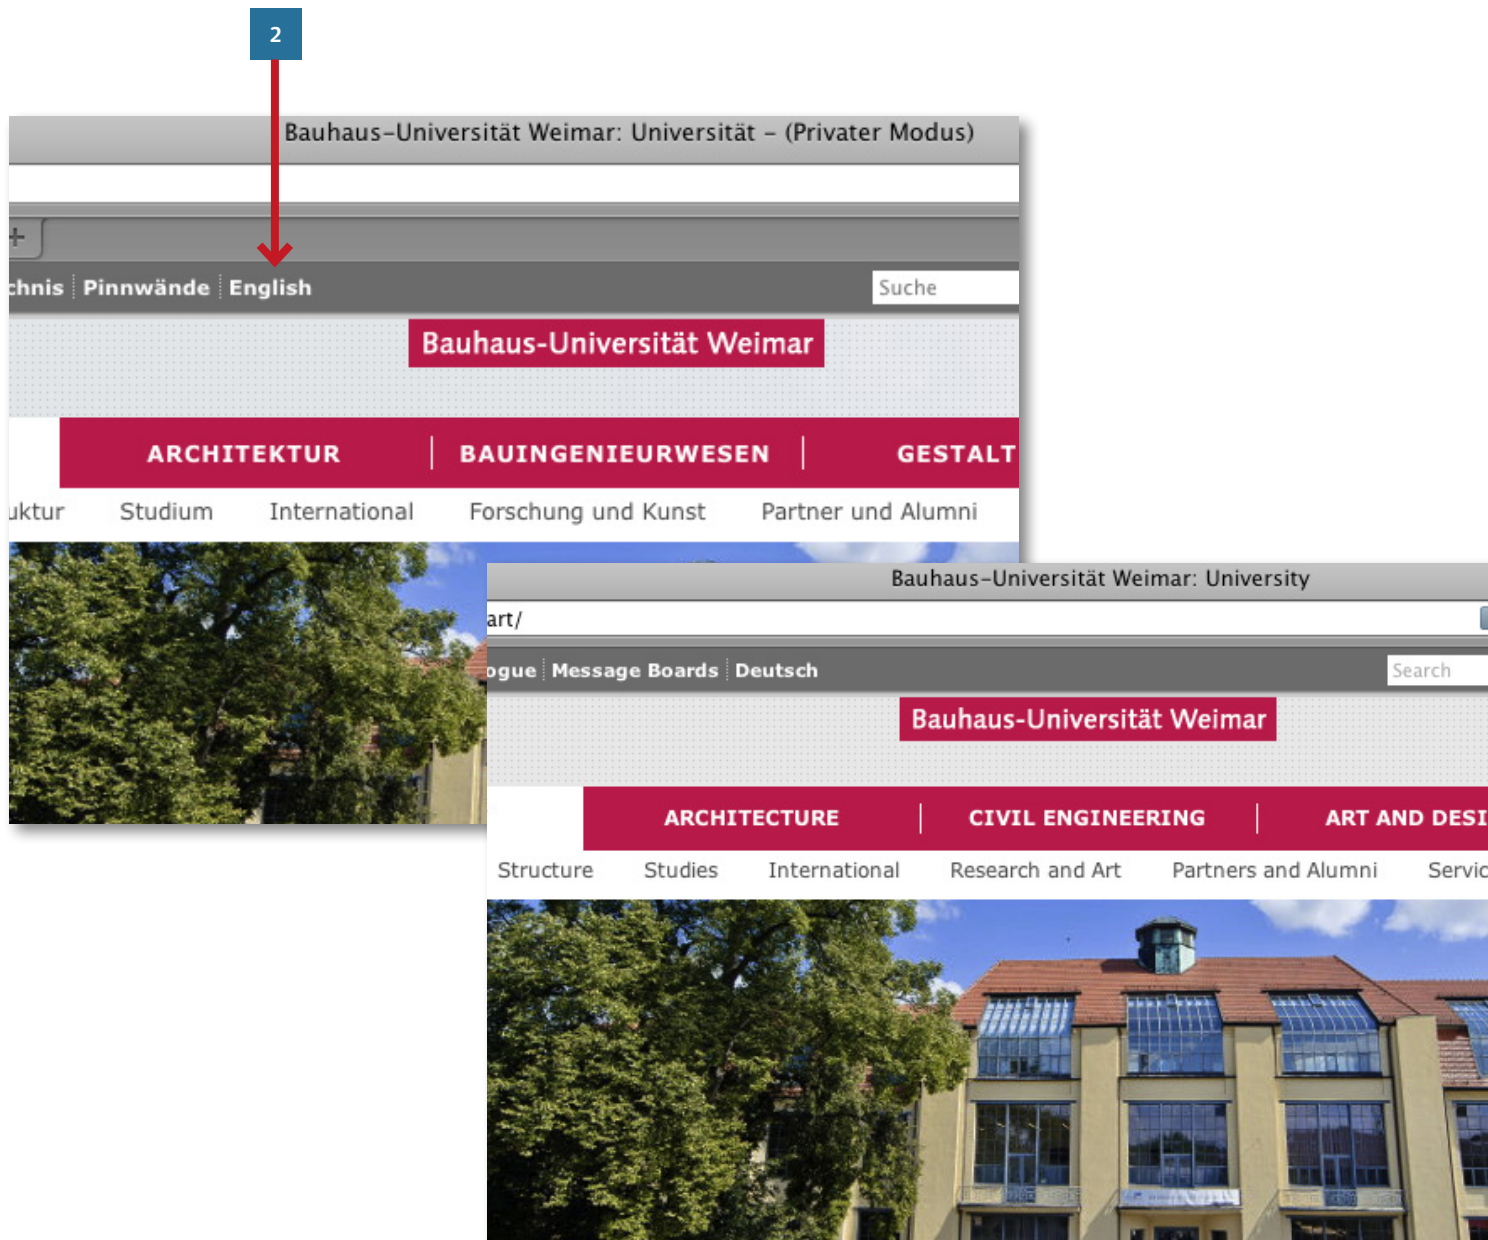 2
Bauhaus-Universität Weimar: Universität – (Privater Modus)
+
chnis Pinnwände English Suche
Bauhaus-Universität Weimar
ARCHITEKTUR BAUINGENIEURWESEN GESTALT
uktur Studium International Forschung und Kunst Partner und Alumni
Bauhaus-Universität Weimar: University
art/
ogue Message Boards Deutsch Search
Bauhaus-Universität Weimar
ARCHITECTURE CIVIL ENGINEERING ART AND DESI
Structure Studies International Research and Art Partners and Alumni Servic